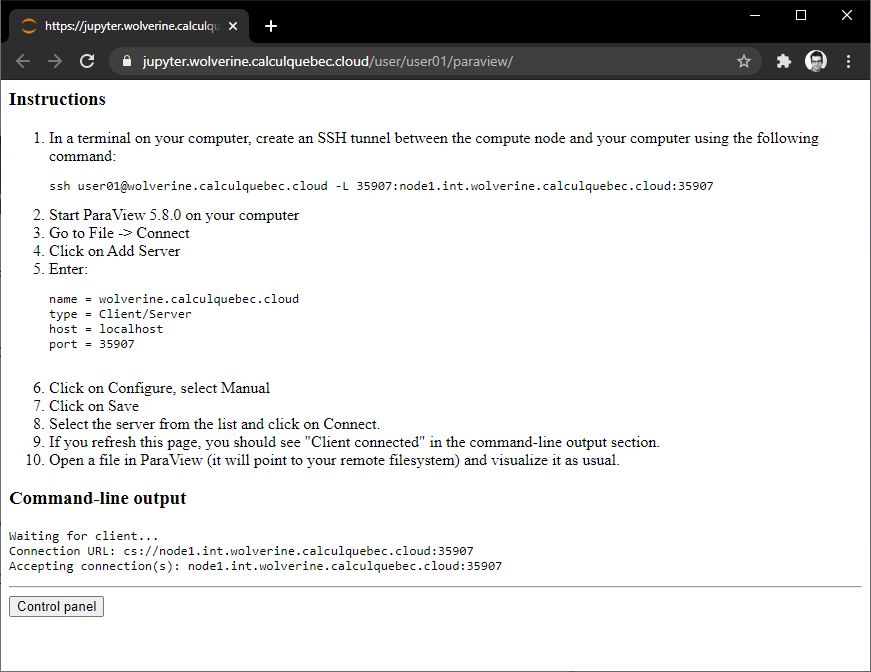 https://jupyter.wolverine.calculqu
jupyter.wolverine.calculquebec.cloud/user/user01/paraview/
Instructions
1. In a terminal on your computer, create an SSH tunnel between the compute node and your computer using the following
command:
ssh user01@wolverine.calculquebec.cloud -L 35907:node1.int.wolverine.calculquebec.cloud:35907
2. Start ParaView 5.8.0 on your computer
3. Go to File -> Connect
4. Click on Add Server
5. Enter:
name = wolverine.calculquebec.cloud
type = Client/Server
host = localhost
port = 35907
6. Click on Configure, select Manual
7. Click on Save
8. Select the server from the list and click on Connect.
9. If you refresh this page, you should see "Client connected" in the command-line output section.
10. Open a file in ParaView (it will point to your remote filesystem) and visualize it as usual.
Command-line output
Waiting for client...
Connection URL: cs://node1.int.wolverine.calculquebec.cloud:35907
Accepting connection(s): node1.int.wolverine.calculquebec.cloud:35907
Control panel